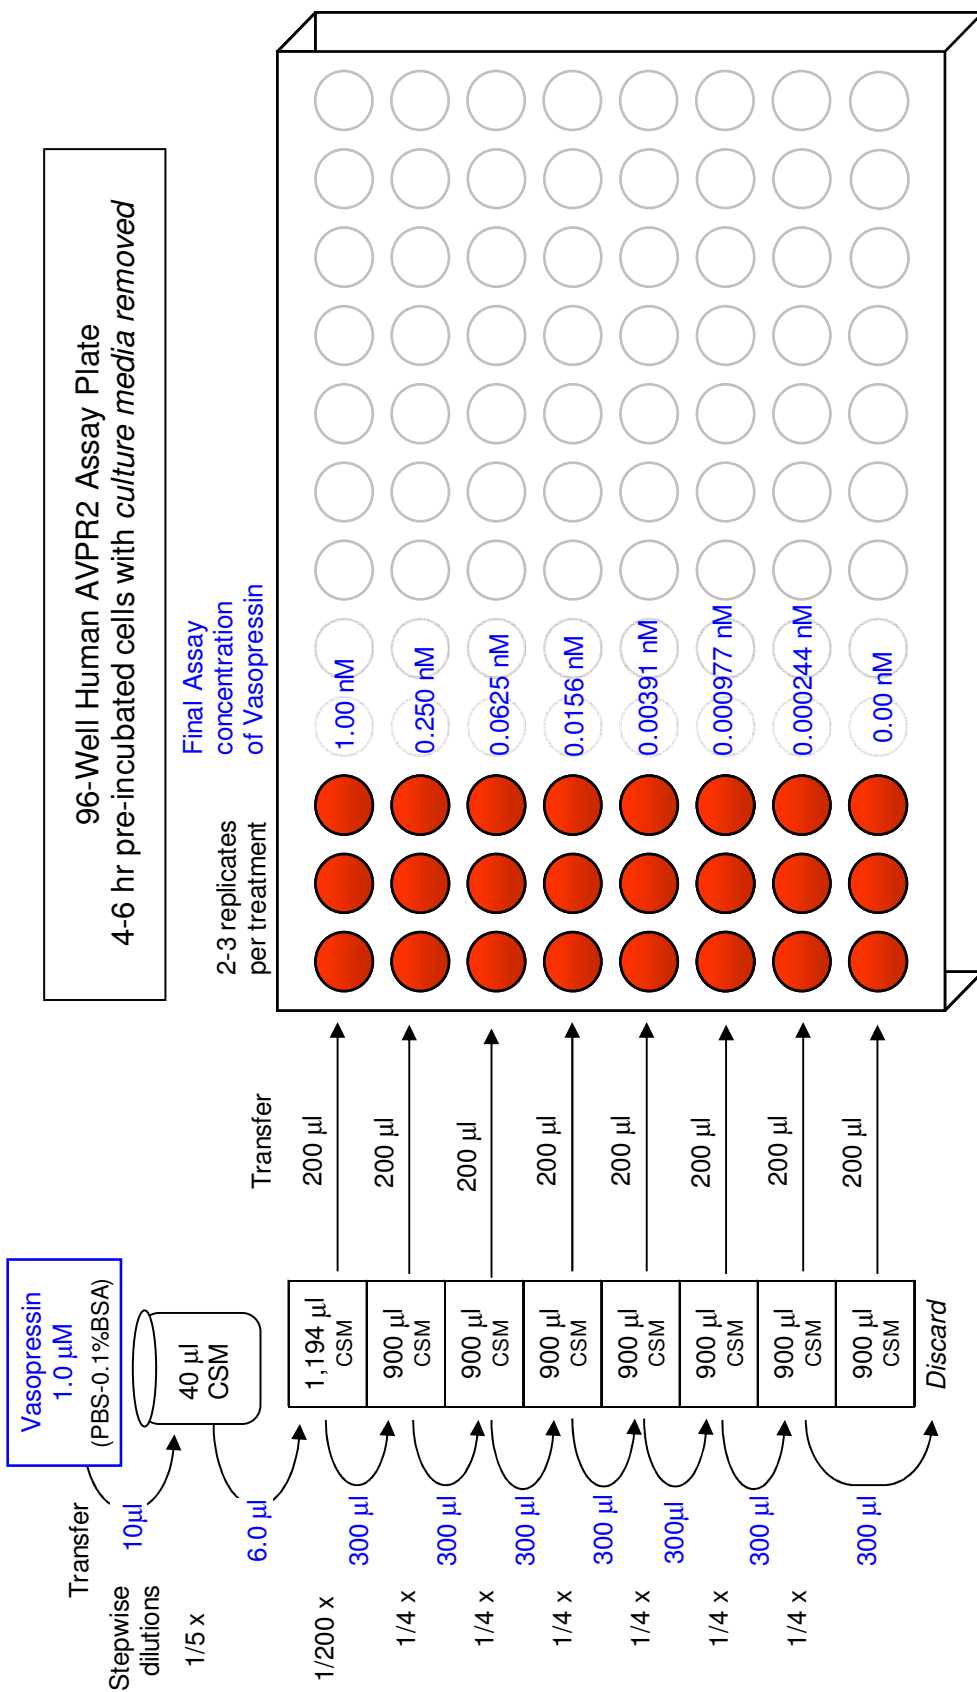 96-Well Human AVPR2 Assay Plate
4-6 hr pre-incubated cells with culture media removed
Vasopressin
1.0 μM
(PBS-0.1%BSA)
Transfer
Stepwise
dilutions
10μl
1/5 x
40 μl
CSM
6.0 μl
1/200 x
Transfer
2-3 replicates
per treatment
Final Assay
concentration
of Vasopressin
1,194 μl
CSM
200 μl
1.00 nM
300 μl
1/4 x
900 μl
CSM
200 μl
0.250 nM
300 μl
1/4 x
900 μl
CSM
200 μl
0.0625 nM
300 μl
1/4 x
900 μl
CSM
200 μl
0.0156 nM
300 μl
1/4 x
900 μl
CSM
200 μl
0.00391 nM
300μl
1/4 x
900 μl
CSM
200 μl
0.000977 nM
300 μl
1/4 x
900 μl
CSM
200 μl
0.000244 nM
300 μl
900 μl
CSM
200 μl
0.00 nM
Discard